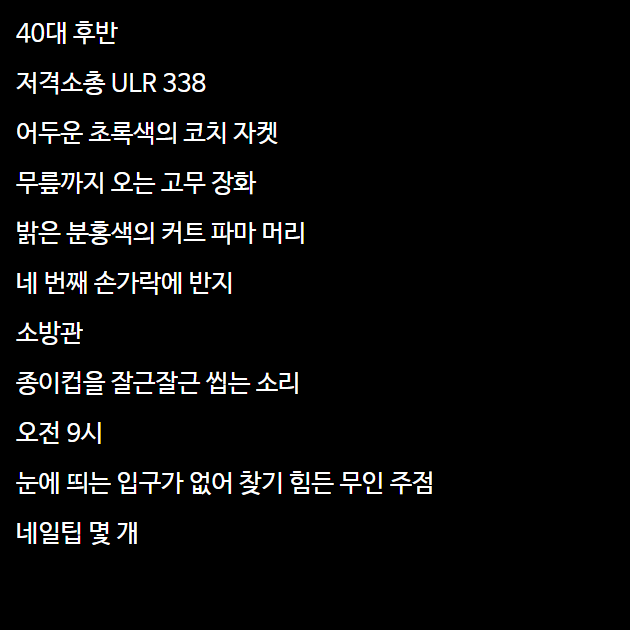 40대 후반
저격소총 ULR 338
어두운 초록색의 코치 자켓
무릎까지 오는 고무 장화
밝은 분홍색의 커트 파마 머리
네 번째 손가락에 반지
소방관
종이컵을 잘근잘근 씹는 소리
오전 9시
눈에 띄는 입구가 없어 찾기 힘든 무인 주점
네일팁 몇 개